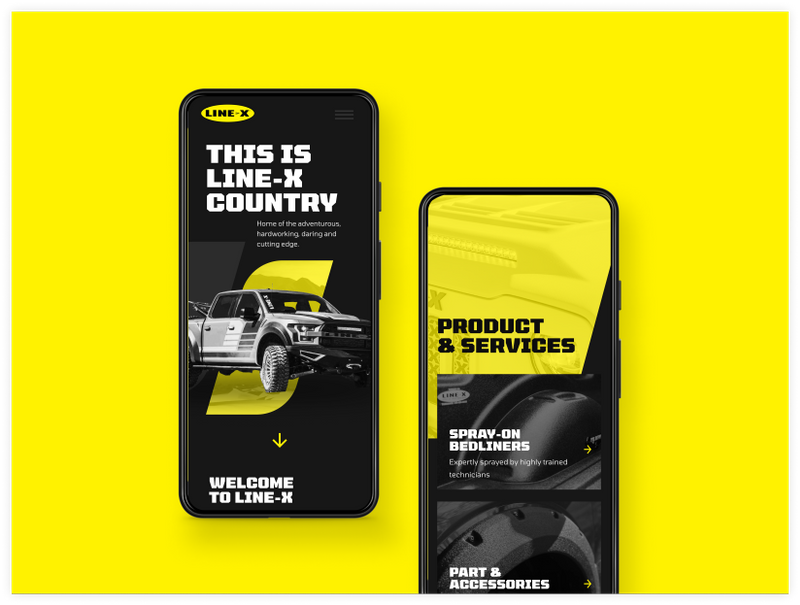 LINE-X
THIS IS
LINE-X
COUNTRY
Home of the adventurous,
hardworking, daring and
cutting edge.
WELCOME
TO LINE-X
PRODUCT
& SERVICES
LINE-X
SPRAY-ON
BEDLINERS
Expertly sprayed by highly trained
technicians
PART &
ACCESSORIES